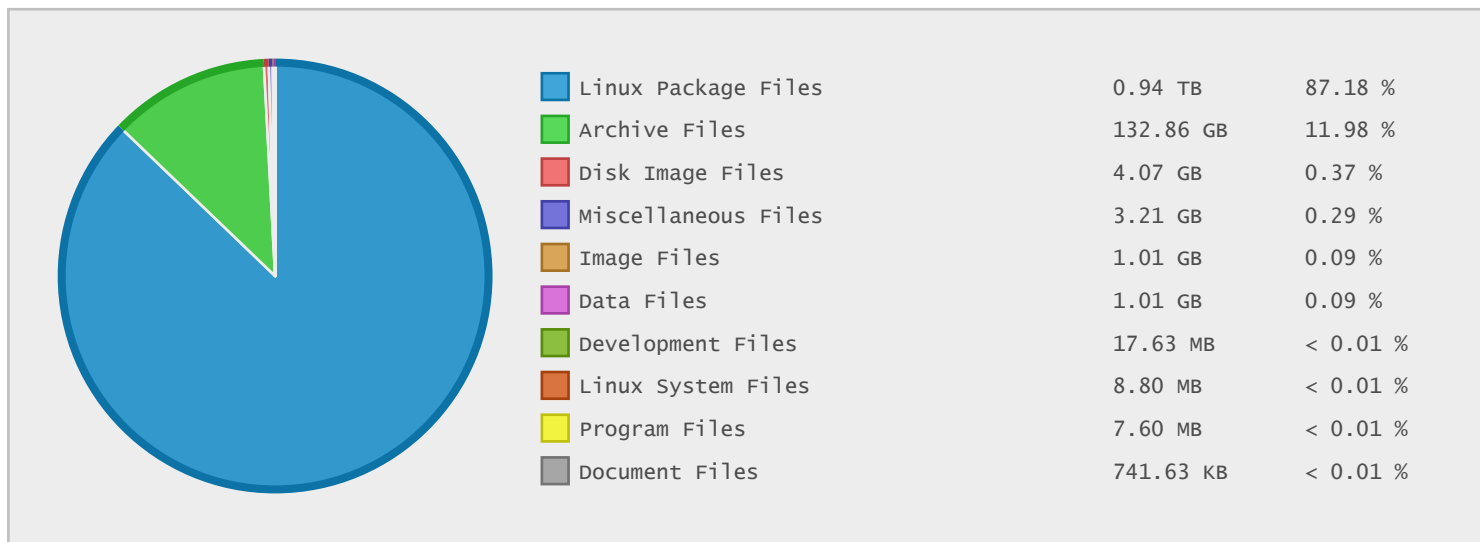 Linux Package Files 0.94 TB 87.18 %
Archive Files 132.86 GB 11.98 %
Disk Image Files 4.07 GB 0.37 %
Miscellaneous Files 3.21 GB 0.29 %
Image Files 1.01 GB 0.09 %
Data Files 1.01 GB 0.09 %
Development Files 17.63 MB < 0.01 %
Linux System Files 8.80 MB < 0.01 %
Program Files 7.60 MB < 0.01 %
Document Files 741.63 KB < 0.01 %